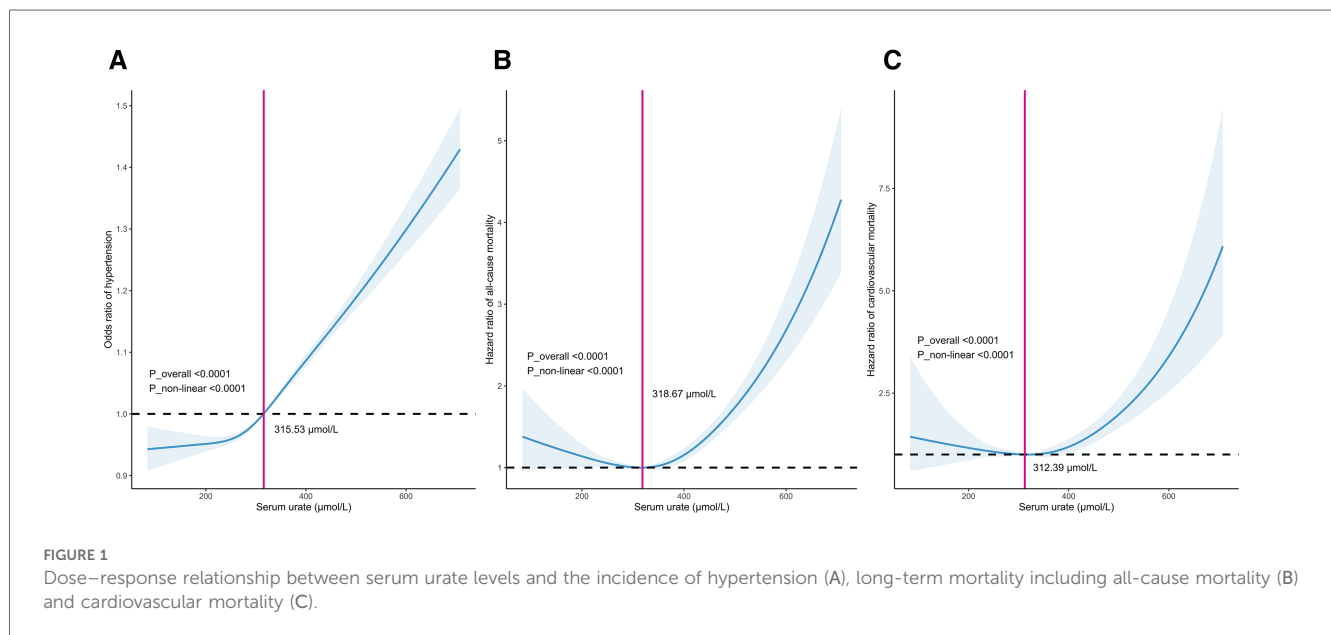 A
Odds ratio of hypertension
1.5
1.4
1.3
1.2
1.1
1.0
0.9
P_overall <0.0001
P_non-linear <0.0001
315.53 μmol/L
200
400
600
Serum urate (μmol/L)
B
Hazard ratio of all-cause mortality
5
4
3
2
1
P_overall <0.0001
P_non-linear <0.0001
318.67 μmol/L
200
400
600
Serum urate (μmol/L)
C
Hazard ratio of cardiovascular mortality
7.5
5.0
2.5
P_overall <0.0001
P_non-linear <0.0001
312.39 μmol/L
200
400
600
Serum urate (μmol/L)
FIGURE 1
Dose–response relationship between serum urate levels and the incidence of hypertension (A), long-term mortality including all-cause mortality (B)
and cardiovascular mortality (C).